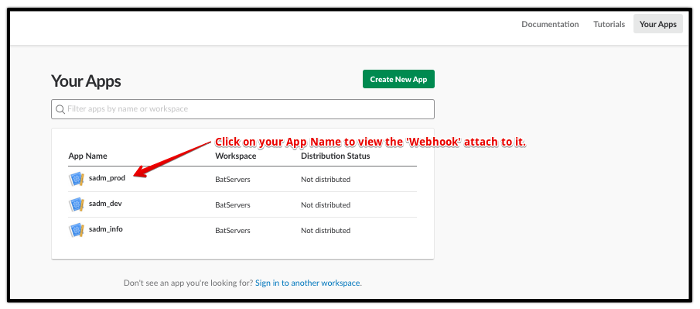 Documentation Tutorials Your Apps
Your Apps
Create New App
Filter apps by name or workspace
Click on your App Name to view the 'Webhook' attach to it.
App Name Workspace Distribution Status
sadm_prod BatServers Not distributed
sadm_dev BatServers Not distributed
sadm_info BatServers Not distributed
Don't see an app you're looking for? Sign in to another workspace.